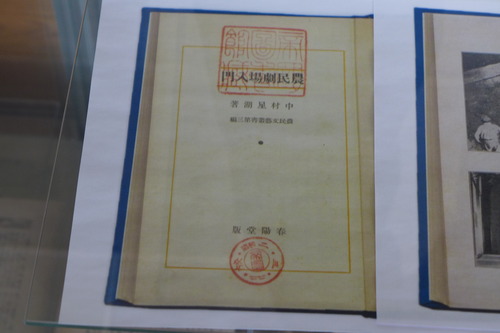 農民劇場入門
中村星湖著
農民文藝叢書第三編
春陽堂版